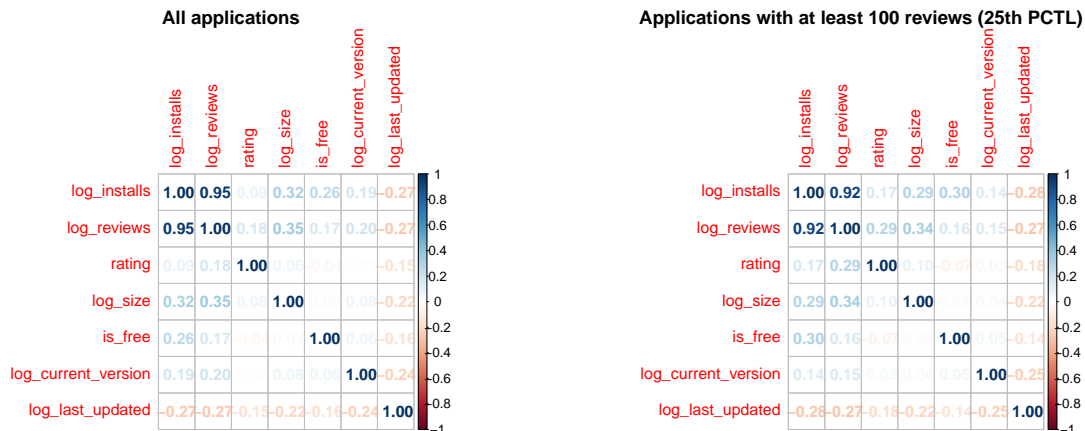 All applications
log_installs
log_reviews
rating
log_size
is_free
log_current_version
log_last_updated
log_installs 1.00 0.95 0.09 0.32 0.26 0.19 −0.27
log_reviews 0.95 1.00 0.18 0.35 0.17 0.20 −0.27
rating 0.09 0.18 1.00 0.06 −0.04 −0.15
log_size 0.32 0.35 0.06 1.00 0.08 −0.22
is_free 0.26 0.17 −0.04 1.00 0.06 −0.16
log_current_version 0.19 0.20 0.08 0.06 1.00 −0.24
log_last_updated −0.27 −0.27 −0.15 −0.22 −0.16 −0.24 1.00
1
0.8
0.6
0.4
0.2
0
−0.2
−0.4
−0.6
−0.8
−1
Applications with at least 100 reviews (25th PCTL)
log_installs
log_reviews
rating
log_size
is_free
log_current_version
log_last_updated
log_installs 1.00 0.92 0.17 0.29 0.30 0.14 −0.28
log_reviews 0.92 1.00 0.29 0.34 0.16 0.15 −0.27
rating 0.17 0.29 1.00 0.10 −0.07 0.03 −0.18
log_size 0.29 0.34 0.10 1.00 0.04 −0.22
is_free 0.30 0.16 −0.07 1.00 0.05 −0.14
log_current_version 0.14 0.15 0.03 0.04 0.05 1.00 −0.25
log_last_updated −0.28 −0.27 −0.18 −0.22 −0.14 −0.25 1.00
1
0.8
0.6
0.4
0.2
0
−0.2
−0.4
−0.6
−0.8
−1